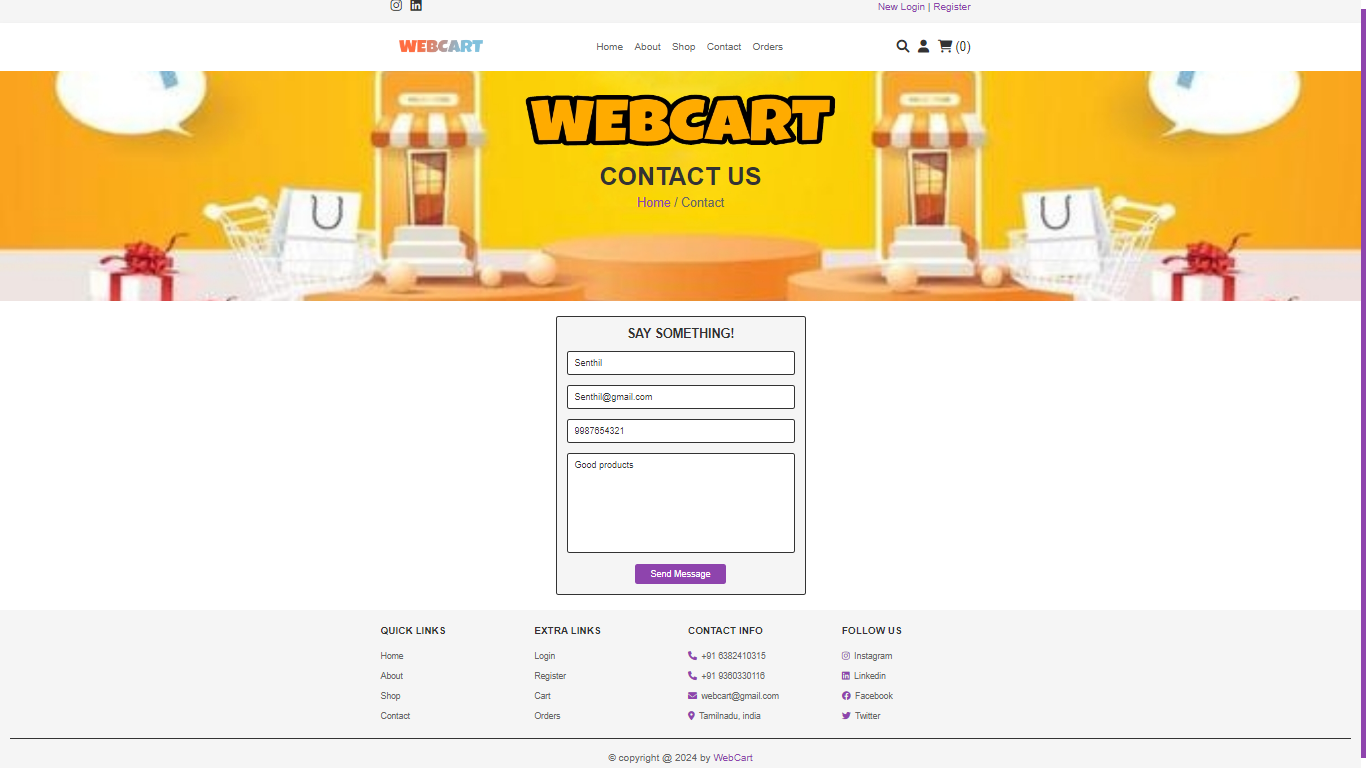 New Login | Register
WEBCART
Home About Shop Contact Orders
(0)
WEBCART
CONTACT US
Home / Contact
SAY SOMETHING!
Senthil
Senthil@gmail.com
9987654321
Good products
Send Message
QUICK LINKS
Home
About
Shop
Contact
EXTRA LINKS
Login
Register
Cart
Orders
CONTACT INFO
+91 6382410315
+91 9360330116
webcart@gmail.com
Tamilnadu, india
FOLLOW US
Instagram
Linkedin
Facebook
Twitter
© copyright @ 2024 by WebCart